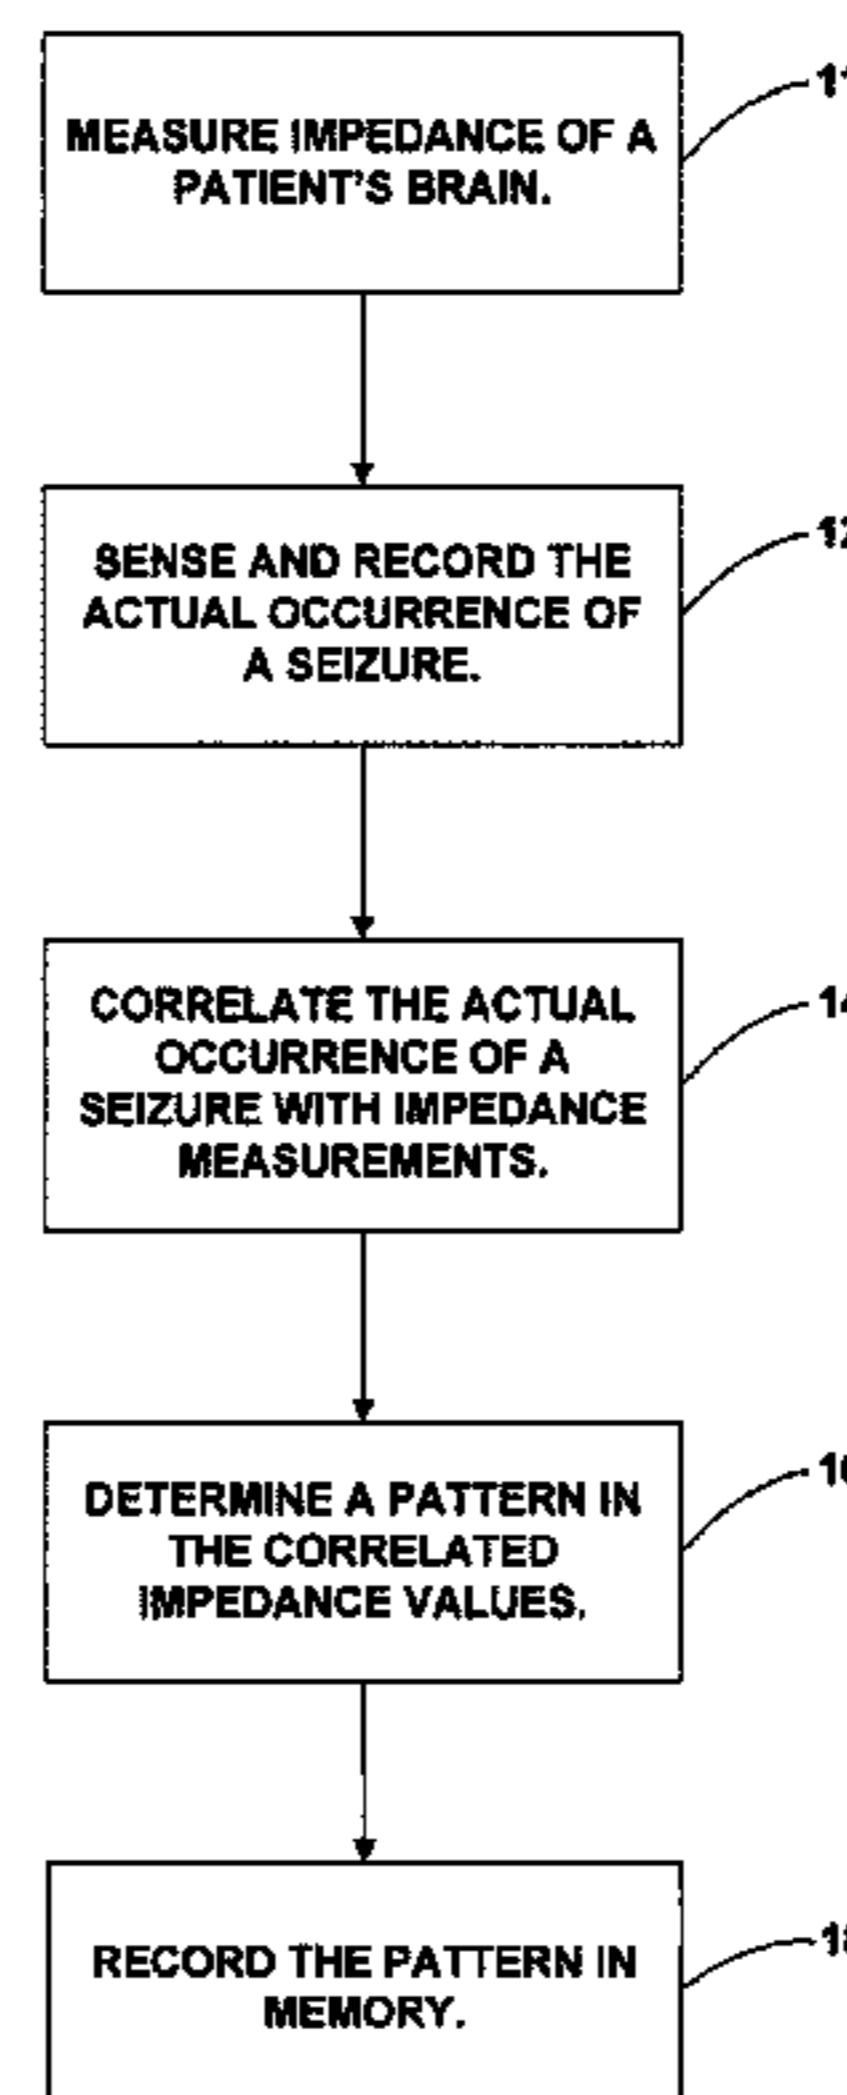 MEASURE IMPEDANCE OF A
PATIENT'S BRAIN.
SENSE AND RECORD THE
ACTUAL OCCURRENCE OF
A SEIZURE.
CORRELATE THE ACTUAL
OCCURRENCE OF A
SEIZURE WITH IMPEDANCE
MEASUREMENTS.
DETERMINE A PATTERN IN
THE CORRELATED
IMPEDANCE VALUES.
RECORD THE PATTERN IN
MEMORY.